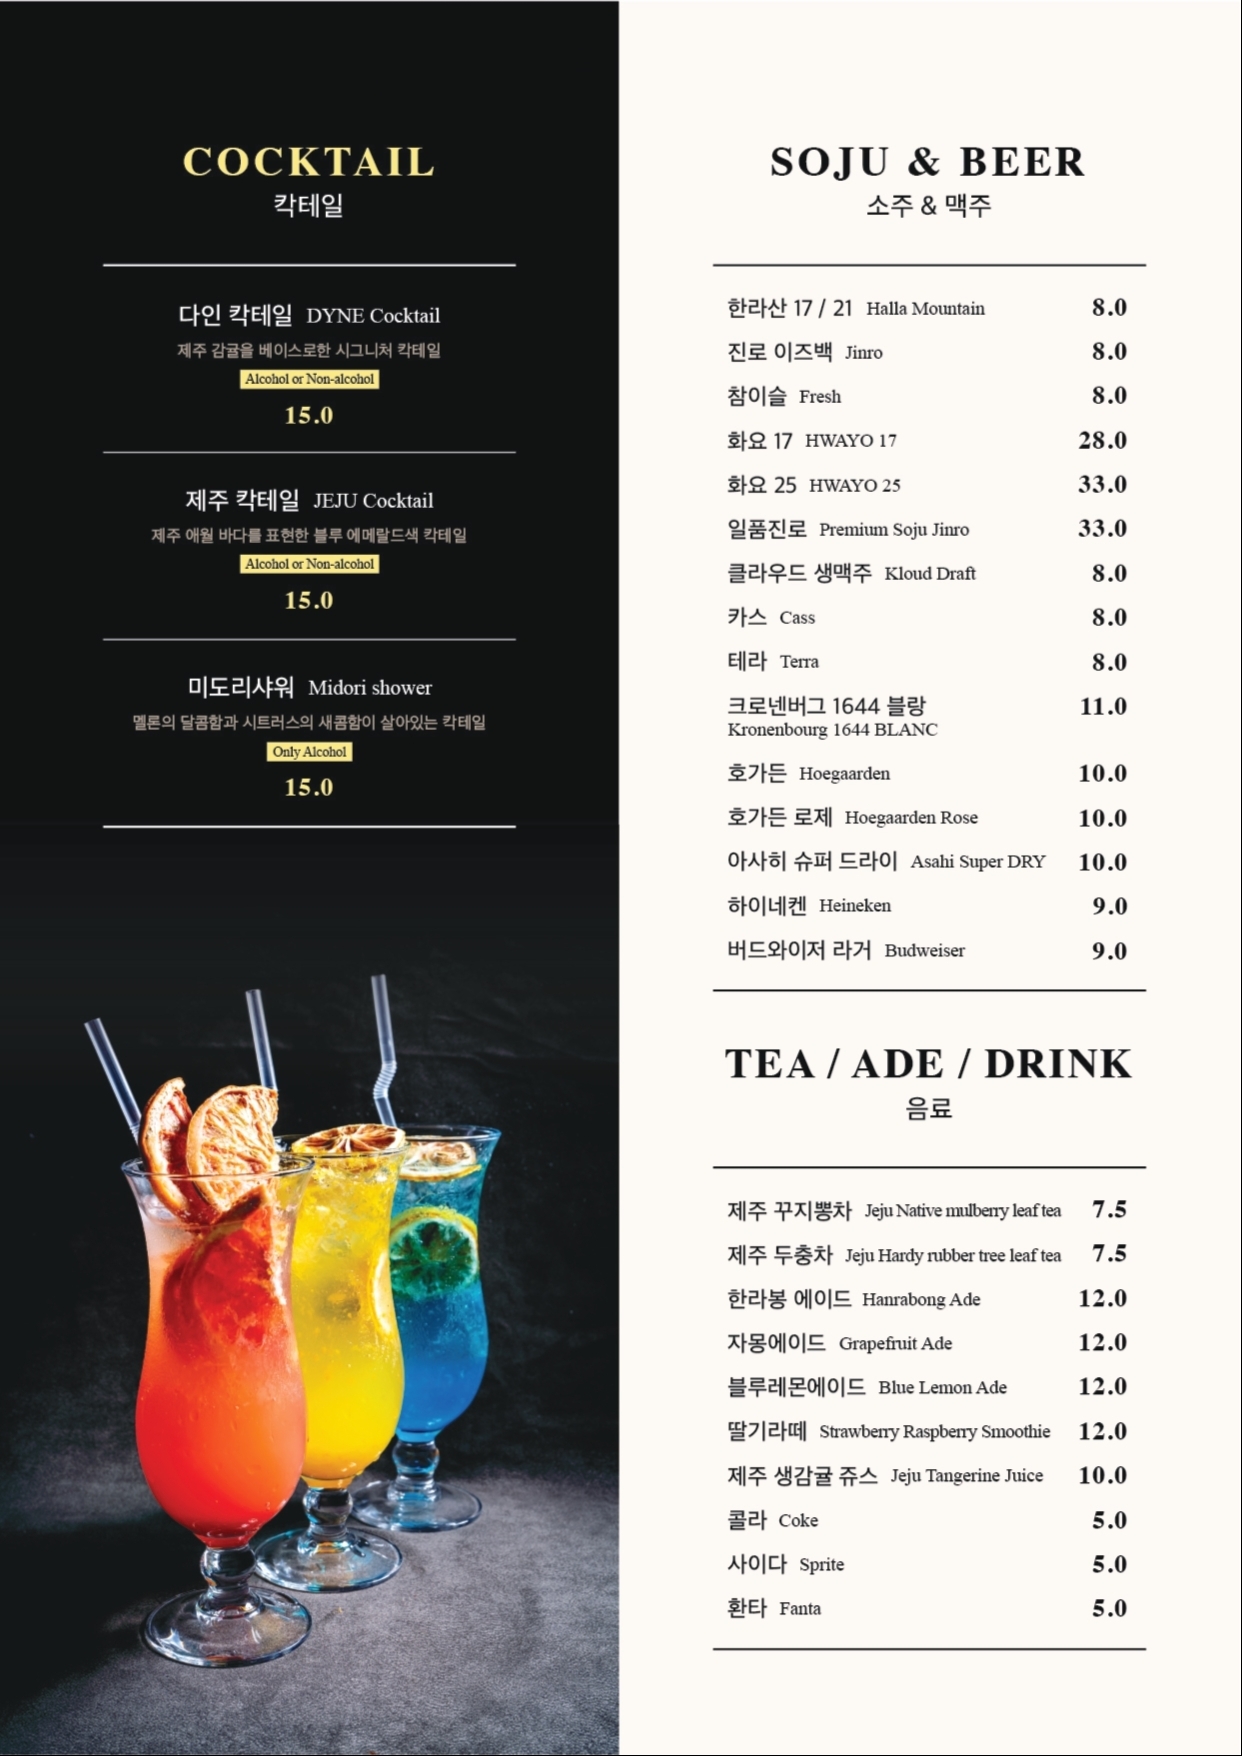 COCKTAIL
칵테일
다인 칵테일 DYNE Cocktail
제주 감귤을 베이스로한 시그니처 칵테일
Alcohol or Non-alcohol
15.0
제주 칵테일 JEJU Cocktail
제주 애월 바다를 표현한 블루 에메랄드색 칵테일
Alcohol or Non-alcohol
15.0
미도리샤워 Midori shower
멜론의 달콤함과 시트러스의 새콤함이 살아있는 칵테일
Only Alcohol
15.0
SOJU & BEER
소주 & 맥주
한라산 17 / 21 Halla Mountain 8.0
진로 이즈백 Jinro 8.0
참이슬 Fresh 8.0
화요 17 HWAYO 17 28.0
화요 25 HWAYO 25 33.0
일품진로 Premium Soju Jinro 33.0
클라우드 생맥주 Kloud Draft 8.0
카스 Cass 8.0
테라 Terra 8.0
크로넨버그 1644 블랑 11.0
Kronenbourg 1644 BLANC
호가든 Hoegaarden 10.0
호가든 로제 Hoegaarden Rose 10.0
아사히 슈퍼 드라이 Asahi Super DRY 10.0
하이네켄 Heineken 9.0
버드와이저 라거 Budweiser 9.0
TEA / ADE / DRINK
음료
제주 꾸지뽕차 Jeju Native mulberry leaf tea 7.5
제주 두충차 Jeju Hardy rubber tree leaf tea 7.5
한라봉 에이드 Hanrabong Ade 12.0
자몽에이드 Grapefruit Ade 12.0
블루레몬에이드 Blue Lemon Ade 12.0
딸기라떼 Strawberry Raspberry Smoothie 12.0
제주 생감귤 쥬스 Jeju Tangerine Juice 10.0
콜라 Coke 5.0
사이다 Sprite 5.0
환타 Fanta 5.0